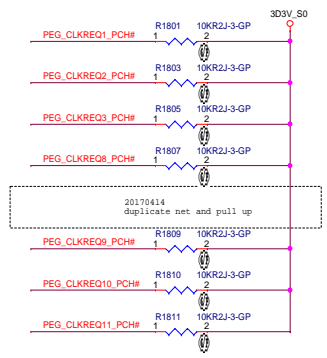 3D3V_S0
R1801 10KR2J-3-GP
PEG_CLKREQ1_PCH# 1 2
R1803 10KR2J-3-GP
PEG_CLKREQ2_PCH# 1 2
R1805 10KR2J-3-GP
PEG_CLKREQ3_PCH# 1 2
R1807 10KR2J-3-GP
PEG_CLKREQ8_PCH# 1 2
20170414
duplicate net and pull up
R1809 10KR2J-3-GP
PEG_CLKREQ9_PCH# 1 2
R1810 10KR2J-3-GP
PEG_CLKREQ10_PCH# 1 2
R1811 10KR2J-3-GP
PEG_CLKREQ11_PCH# 1 2